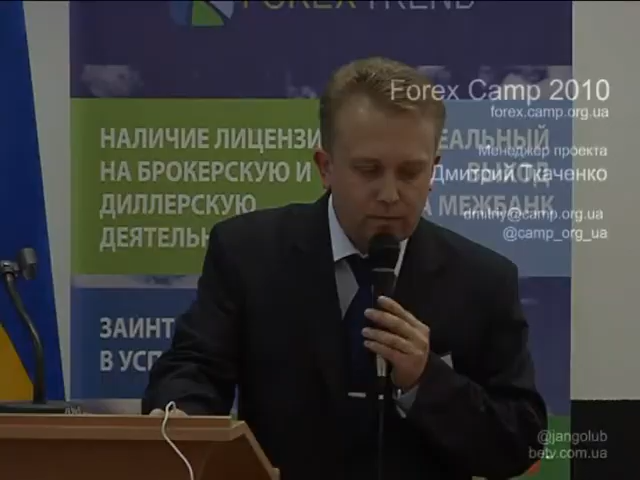 FOREX TREND
Forex Camp 2010
forex.camp.org.ua
НАЛИЧИЕ ЛИЦЕНЗИ
НА БРОКЕРСКУЮ И
ДИЛЛЕРСКУЮ
ДЕЯТЕЛЬН
ЕАЛЬНЫЙ
ВЫХОД
НА МЕЖБАНК
Менеджер проекта
Дмитрий Ткаченко
dmitriy@camp.org.ua
@camp_org_ua
ЗАИНТ
В УСП
@jangolub
betv.com.ua